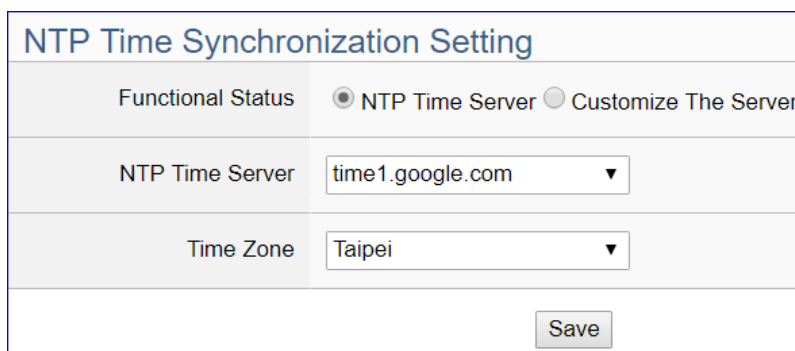 NTP Time Synchronization Setting
Functional Status NTP Time Server Customize The Server
NTP Time Server time1.google.com
Time Zone Taipei
Save